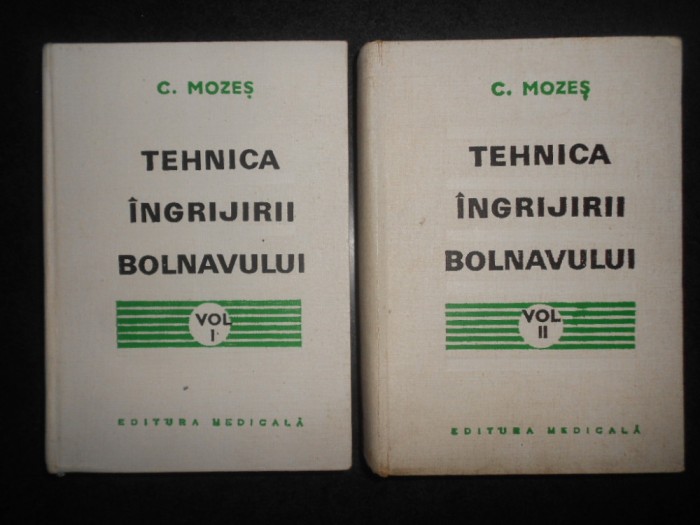 C. MOZEȘ
TEHNICA
ÎNGRIJIRII
BOLNAVULUI
VOL
I
EDITURA MEDICALĂ
C. MOZEȘ
TEHNICA
ÎNGRIJIRII
BOLNAVULUI
VOL
II
EDITURA MEDICALĂ